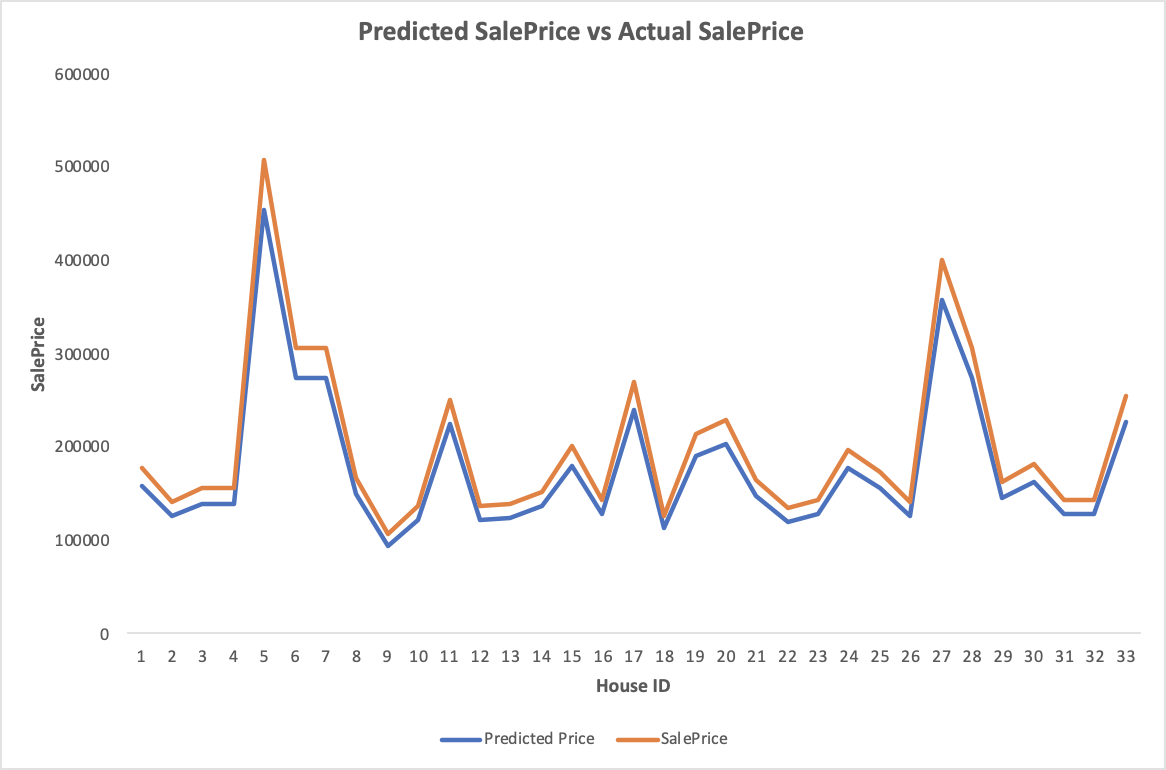 Predicted SalePrice vs Actual SalePrice
600000
500000
400000
300000
200000
100000
0
SalePrice
1 2 3 4 5 6 7 8 9 10 11 12 13 14 15 16 17 18 19 20 21 22 23 24 25 26 27 28 29 30 31 32 33
House ID
Predicted Price SalePrice